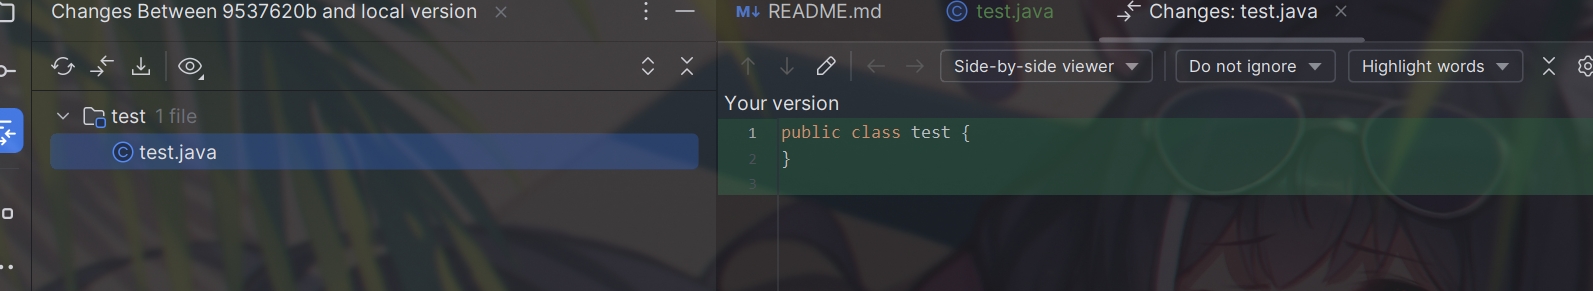 Changes Between 9537620b and local version
README.md
test.java
Changes: test.java
Side-by-side viewer
Do not ignore
Highlight words
test 1 file
test.java
Your version
1 public class test {
2 }
3